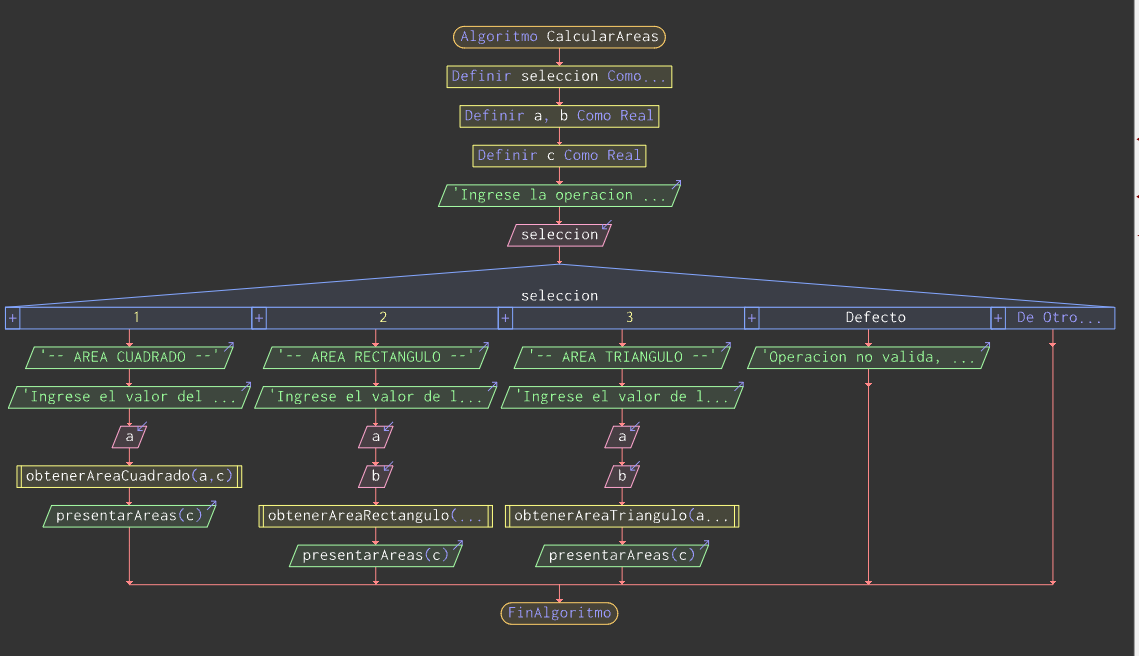 Algoritmo CalcularAreas
Definir seleccion Como...
Definir a, b Como Real
Definir c Como Real
'Ingrese la operacion ...
seleccion
seleccion
+ 1 + 2 + 3 + Defecto + De Otro...
'-- AREA CUADRADO --' '-- AREA RECTANGULO --' '-- AREA TRIANGULO --' 'Operacion no valida, ...
'Ingrese el valor del ... 'Ingrese el valor de l... 'Ingrese el valor de l...
a a a
obtenerAreaCuadrado(a,c) b b
presentarAreas(c) obtenerAreaRectangulo(... obtenerAreaTriangulo(a...
presentarAreas(c) presentarAreas(c)
FinAlgoritmo